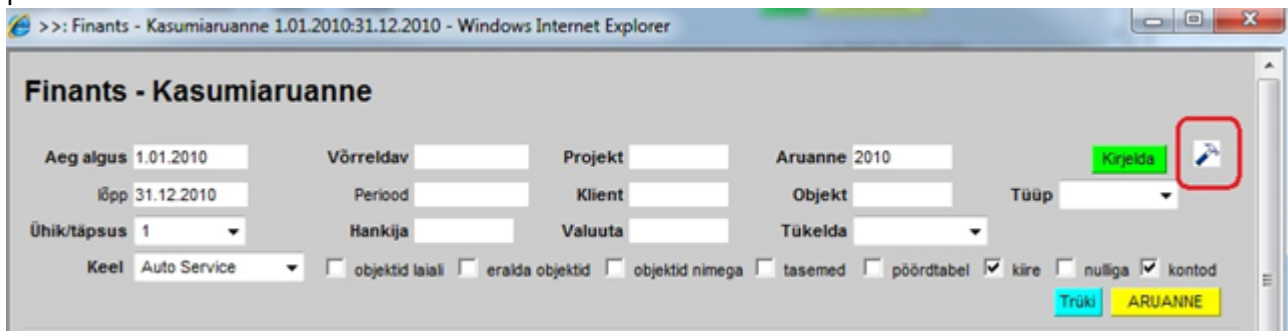 >>: Finants - Kasumiaruanne 1.01.2010:31.12.2010 - Windows Internet Explorer
Finants - Kasumiaruanne
Aeg algus 1.01.2010 Võrreldav Projekt Aruanne 2010 Kirjelda
lõpp 31.12.2010 Periood Klient Objekt Tüüp
Ühik/täpsus 1 Hankija Valuuta Tükelda
Keel Auto Service objektid laiali eralda objektid objektid nimega tasemed pöördtabel kiire nulliga kontod
Trüki ARUANNE